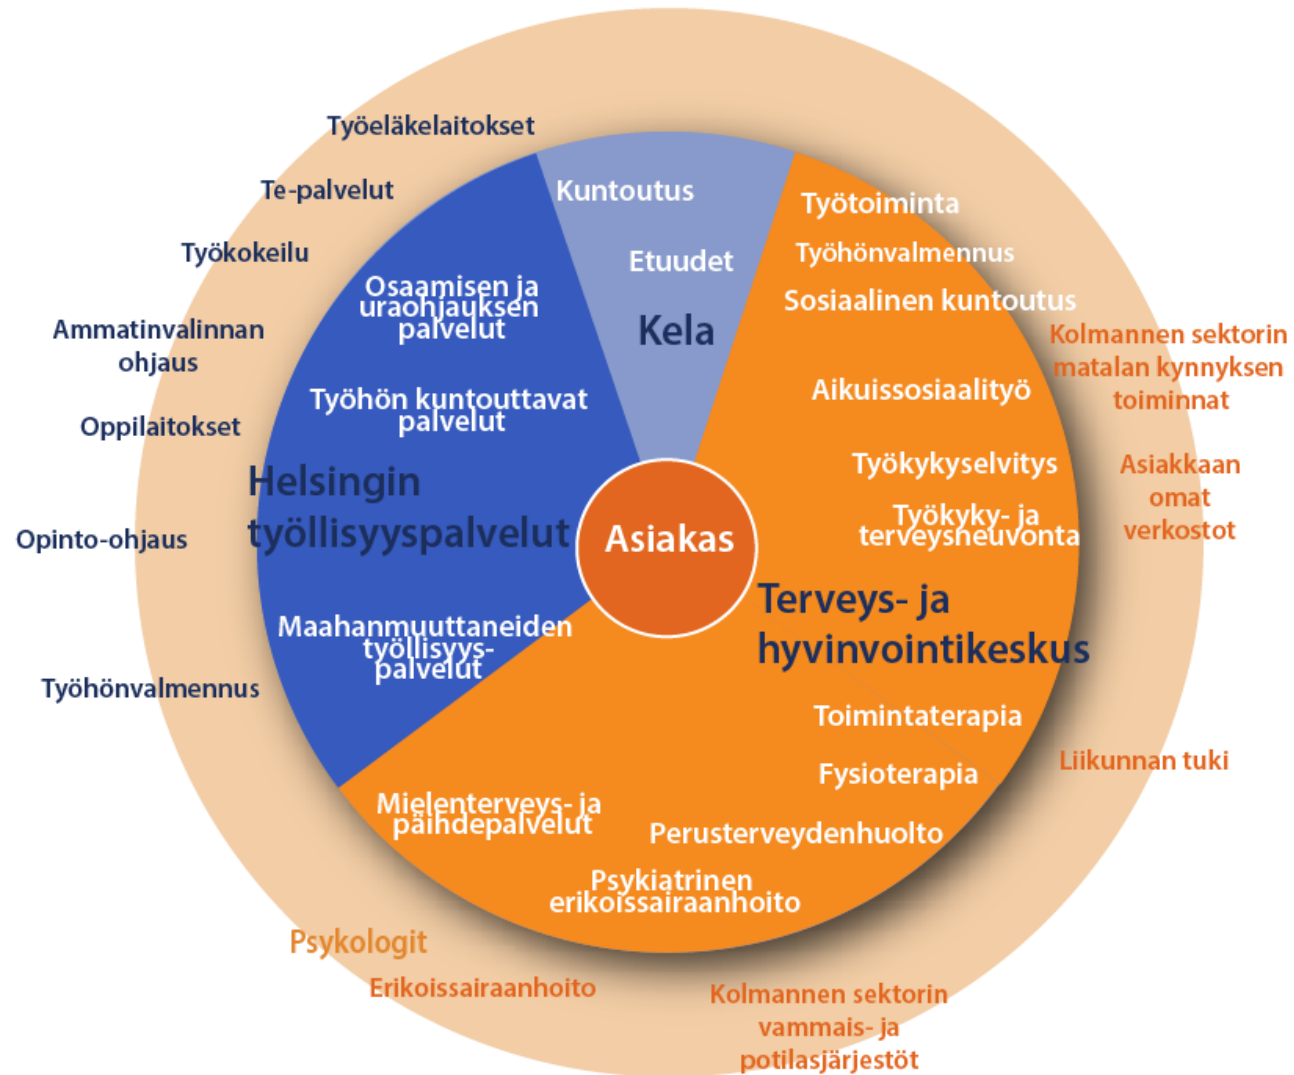 Työeläkelaitokset
Te-palvelut
Työkokeilu
Ammatinvalinnan
ohjaus
Oppilaitokset
Opinto-ohjaus
Työhönvalmennus
Kuntoutus
Etuudet
Kela
Osaamisen ja
uraohjauksen
palvelut
Työhön kuntouttavat
palvelut
Helsingin
työllisyyspalvelut
Maahanmuuttaneiden
työllisyys-
palvelut
Asiakas
Työtoiminta
Työhönvalmennus
Sosiaalinen kuntoutus
Aikuissosiaalityö
Työkykyselvitys
Työkyky- ja
terveysneuvonta
Terveys- ja
hyvinvointikeskus
Toimintaterapia
Fysioterapia
Perusterveydenhuolto
Mielenterveys- ja
päihdepalvelut
Psykiatrinen
erikoissairaanhoito
Kolmannen sektorin
matalan kynnyksen
toiminnat
Asiakkaan
omat
verkostot
Liikunnan tuki
Psykologit
Erikoissairaanhoito
Kolmannen sektorin
vammais- ja
potilasjärjestöt